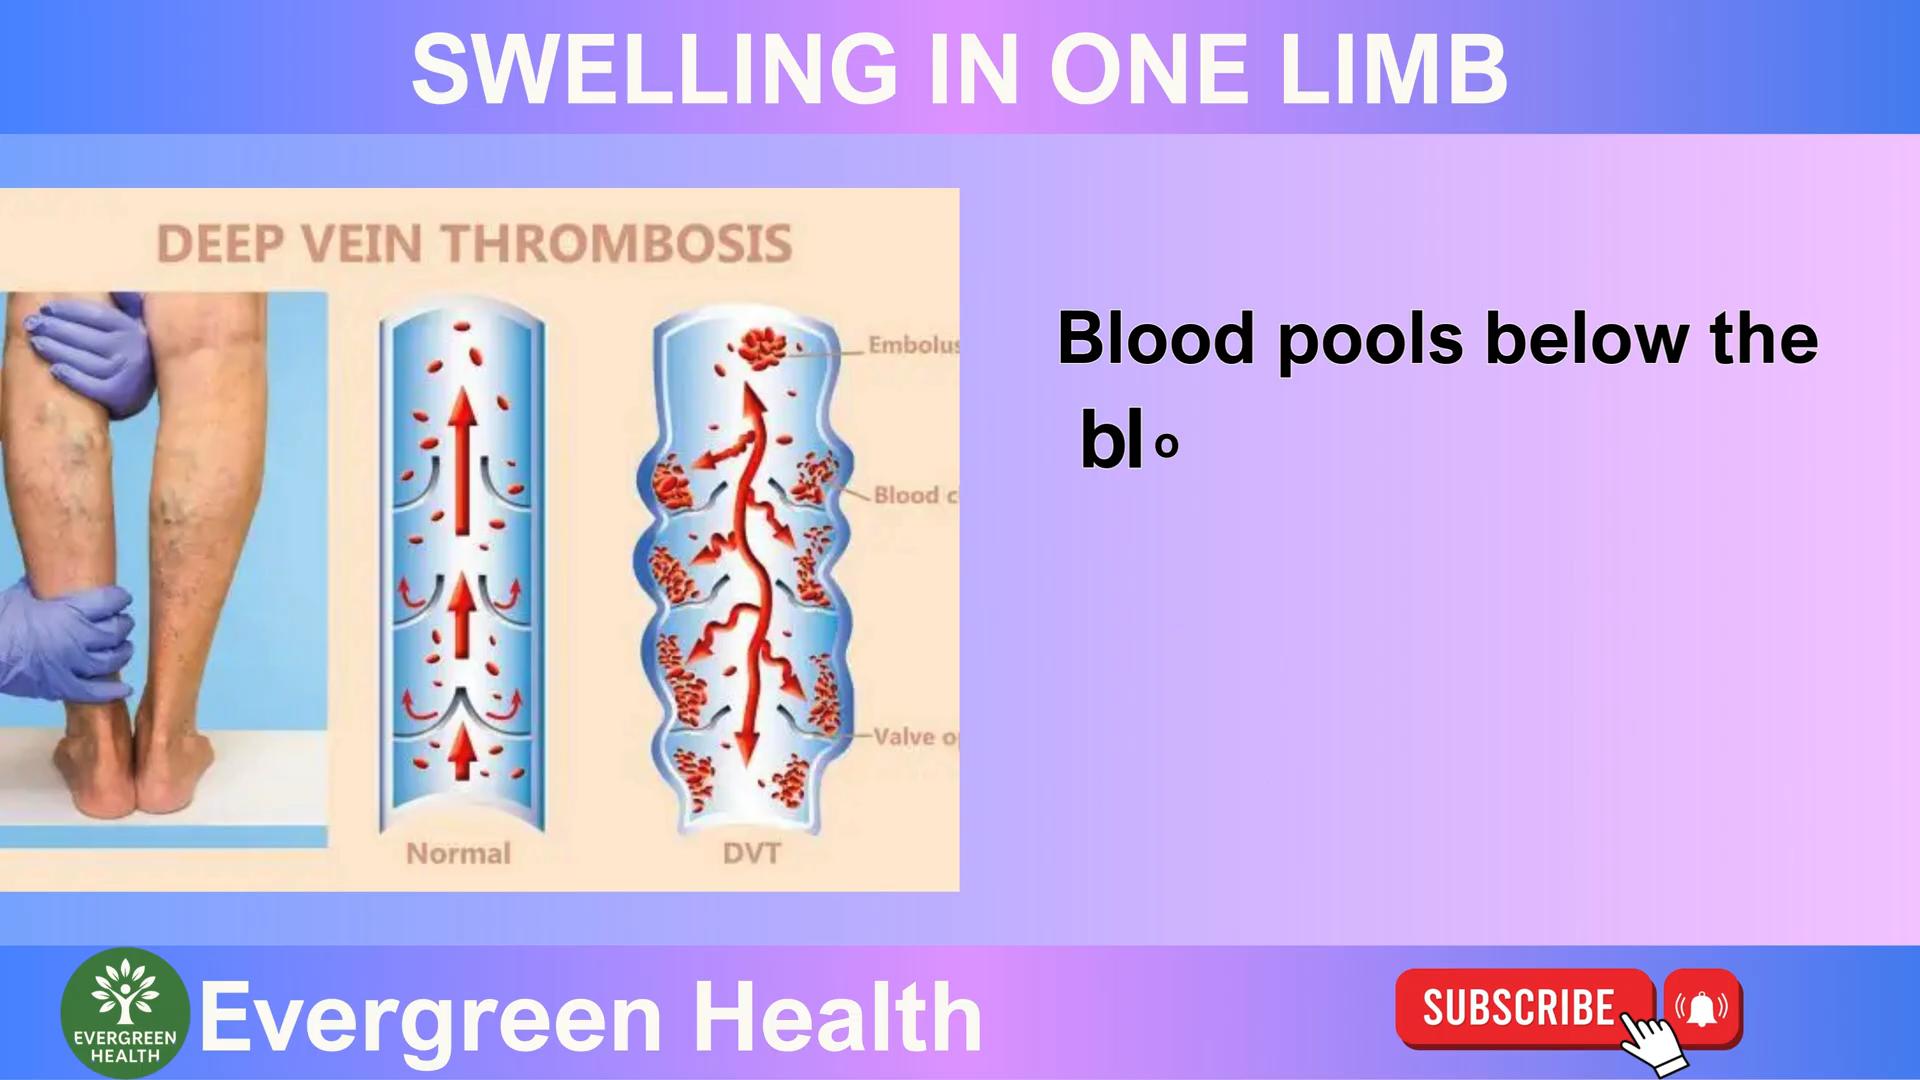 SWELLING IN ONE LIMB
DEEP VEIN THROMBOSIS
Embolus
Blood c
Valve o
Normal
DVT
Blood pools below the
blo
EVERGREEN
HEALTH
Evergreen Health
SUBSCRIBE